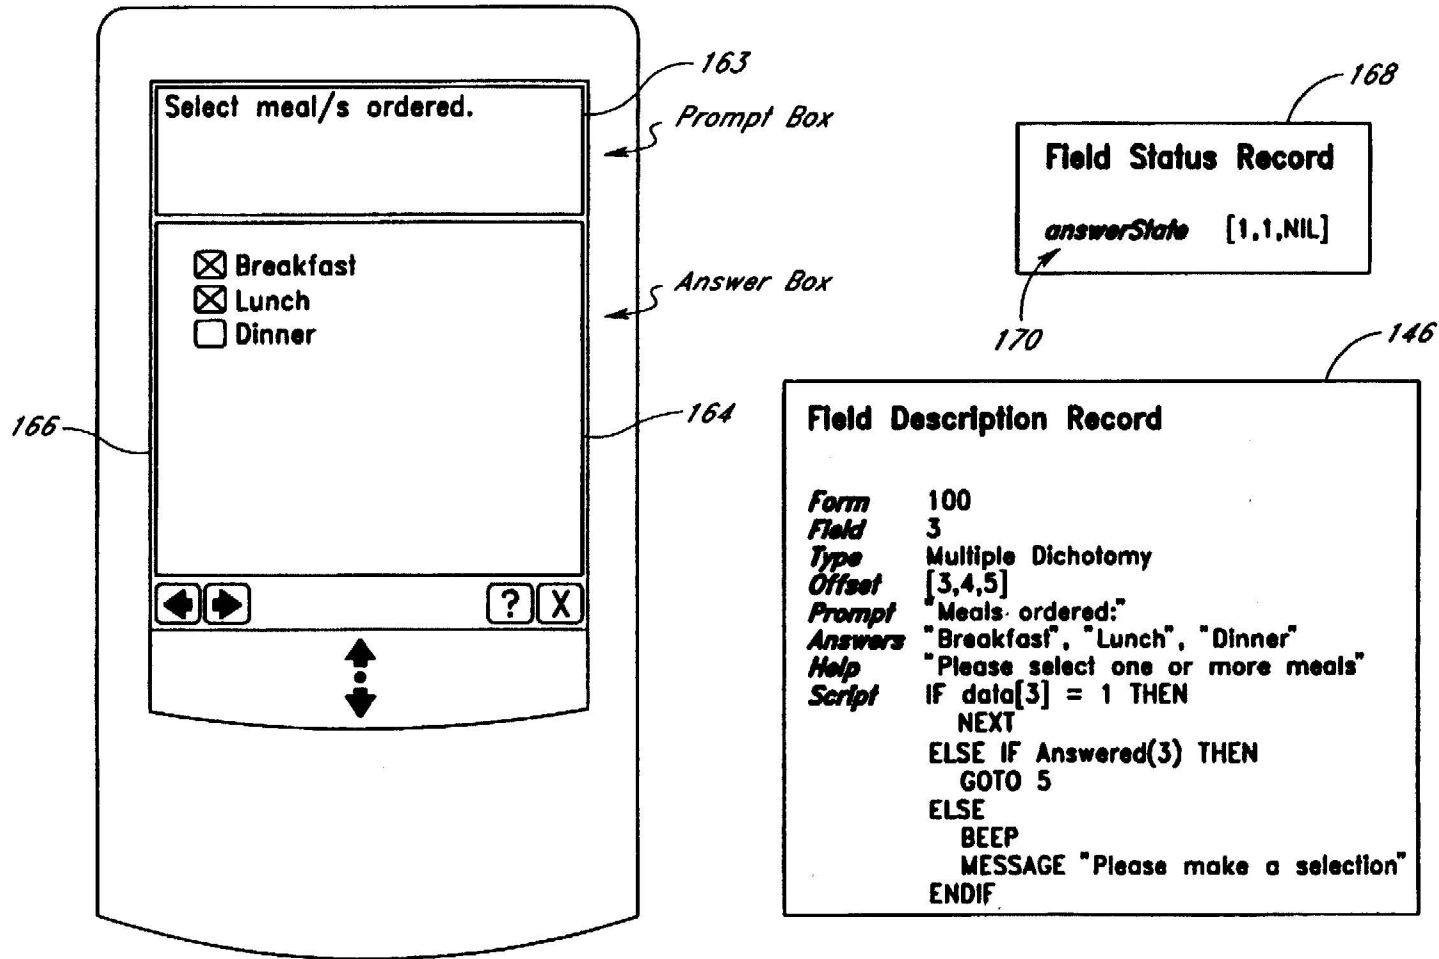 163
Select meal/s ordered.
Prompt Box
Breakfast
Lunch
Dinner
Answer Box
166
164
? X
168
Field Status Record
answerState [1,1,NIL]
170
146
Field Description Record
Form 100
Field 3
Type Multiple Dichotomy
Offset [3,4,5]
Prompt "Meals ordered:"
Answers "Breakfast", "Lunch", "Dinner"
Help "Please select one or more meals"
Script IF data[3] = 1 THEN
NEXT
ELSE IF Answered(3) THEN
GOTO 5
ELSE
BEEP
MESSAGE "Please make a selection"
ENDIF